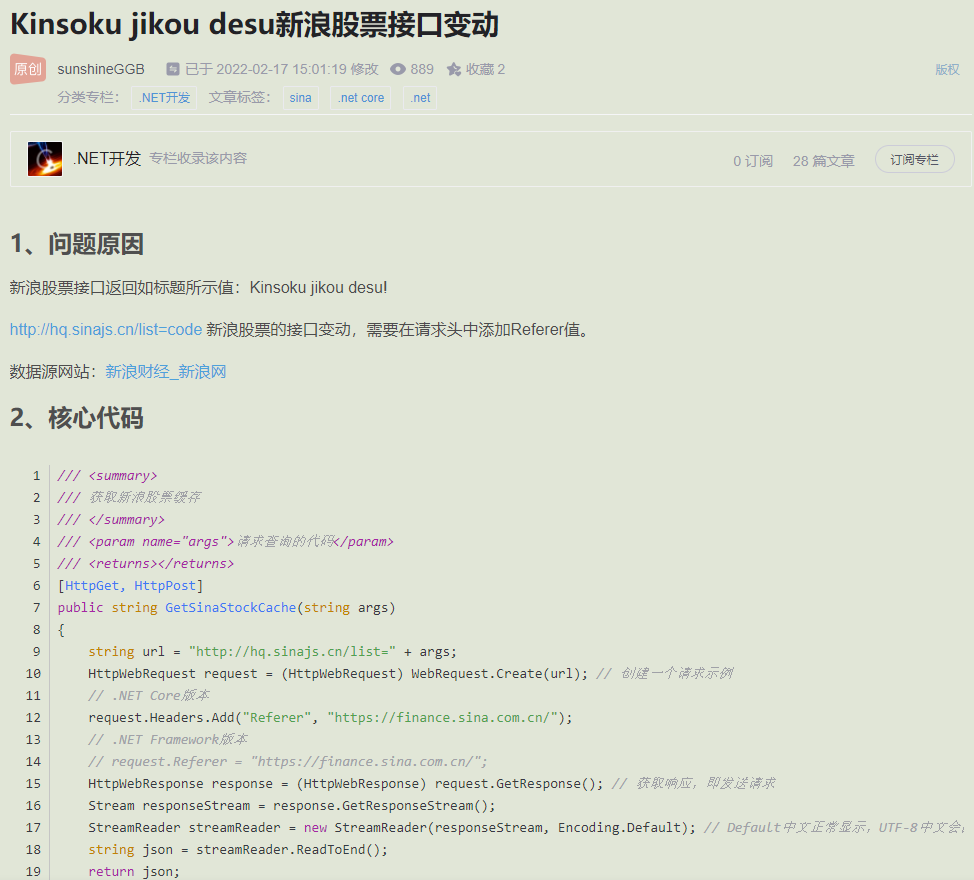 Kinsoku jikou desu新浪股票接口变动
原创 sunshineGGB 已于 2022-02-17 15:01:19 修改 889 收藏 2 版权
分类专栏: .NET开发 文章标签: sina .net core .net
.NET开发 专栏收录该内容 0 订阅 28 篇文章 订阅专栏
1、问题原因
新浪股票接口返回如标题所示值：Kinsoku jikou desu!
http://hq.sinajs.cn/list=code 新浪股票的接口变动，需要在请求头中添加Referer值。
数据源网站：新浪财经_新浪网
2、核心代码
1 /// <summary>
2 /// 获取新浪股票缓存
3 /// </summary>
4 /// <param name="args">请求查询的代码</param>
5 /// <returns></returns>
6 [HttpGet, HttpPost]
7 public string GetSinaStockCache(string args)
8 {
9 string url = "http://hq.sinajs.cn/list=" + args;
10 HttpWebRequest request = (HttpWebRequest) WebRequest.Create(url); // 创建一个请求示例
11 // .NET Core版本
12 request.Headers.Add("Referer", "https://finance.sina.com.cn/");
13 // .NET Framework版本
14 // request.Referer = "https://finance.sina.com.cn/";
15 HttpWebResponse response = (HttpWebResponse) request.GetResponse(); // 获取响应，即发送请求
16 Stream responseStream = response.GetResponseStream();
17 StreamReader streamReader = new StreamReader(responseStream, Encoding.Default); // Default中文正常显示，UTF-8中文会
18 string json = streamReader.ReadToEnd();
19 return json;